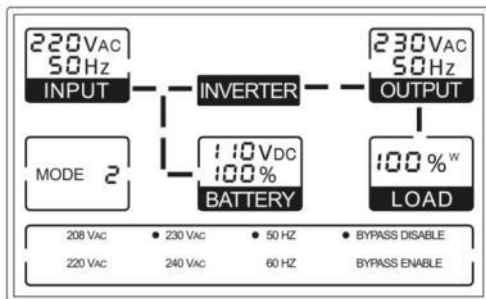 220VAC
50HZ
INPUT
INVERTER
230VAC
50HZ
OUTPUT
MODE 2
110VDC
100%
BATTERY
100%W
LOAD
208 VAC • 230 VAC • 50 HZ • BYPASS DISABLE
220 VAC 240 VAC 60 HZ BYPASS ENABLE